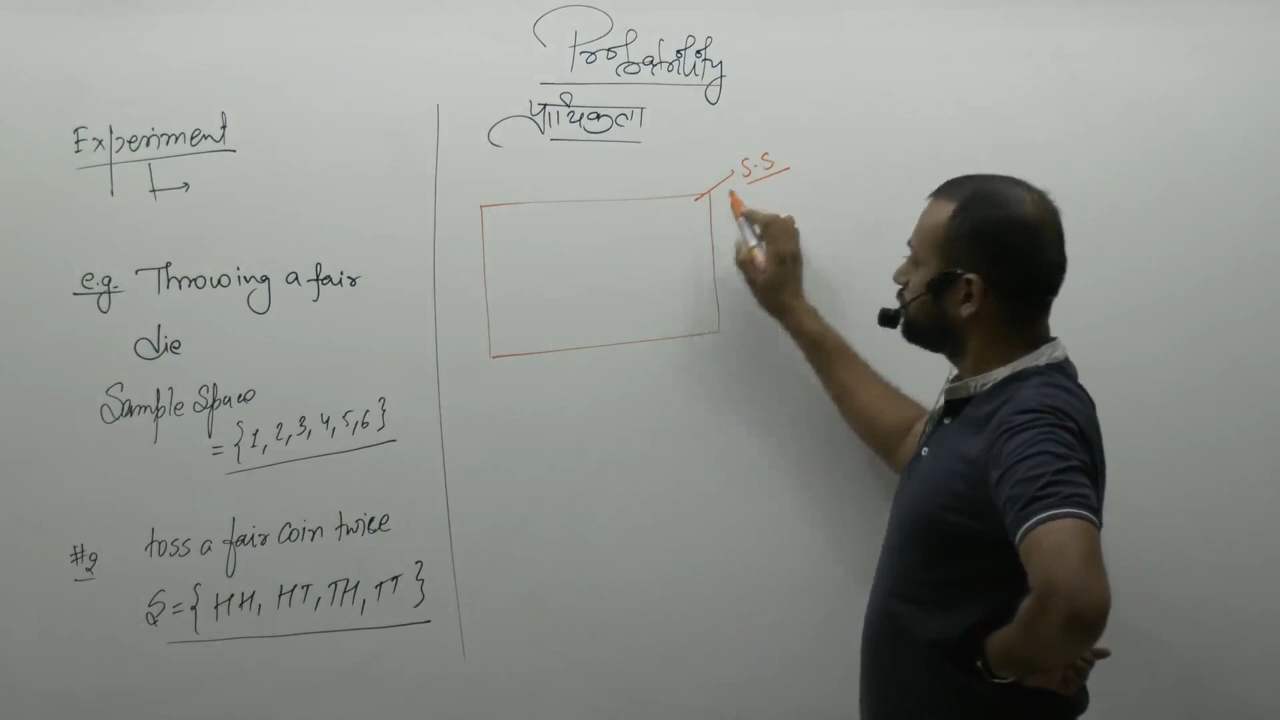 Probability
प्रायिकता
Experiment
e.g. Throwing a fair
die
Sample Space
= {1, 2, 3, 4, 5, 6}
#2 toss a fair coin twice
S = { HH, HT, TH, TT }
S.S